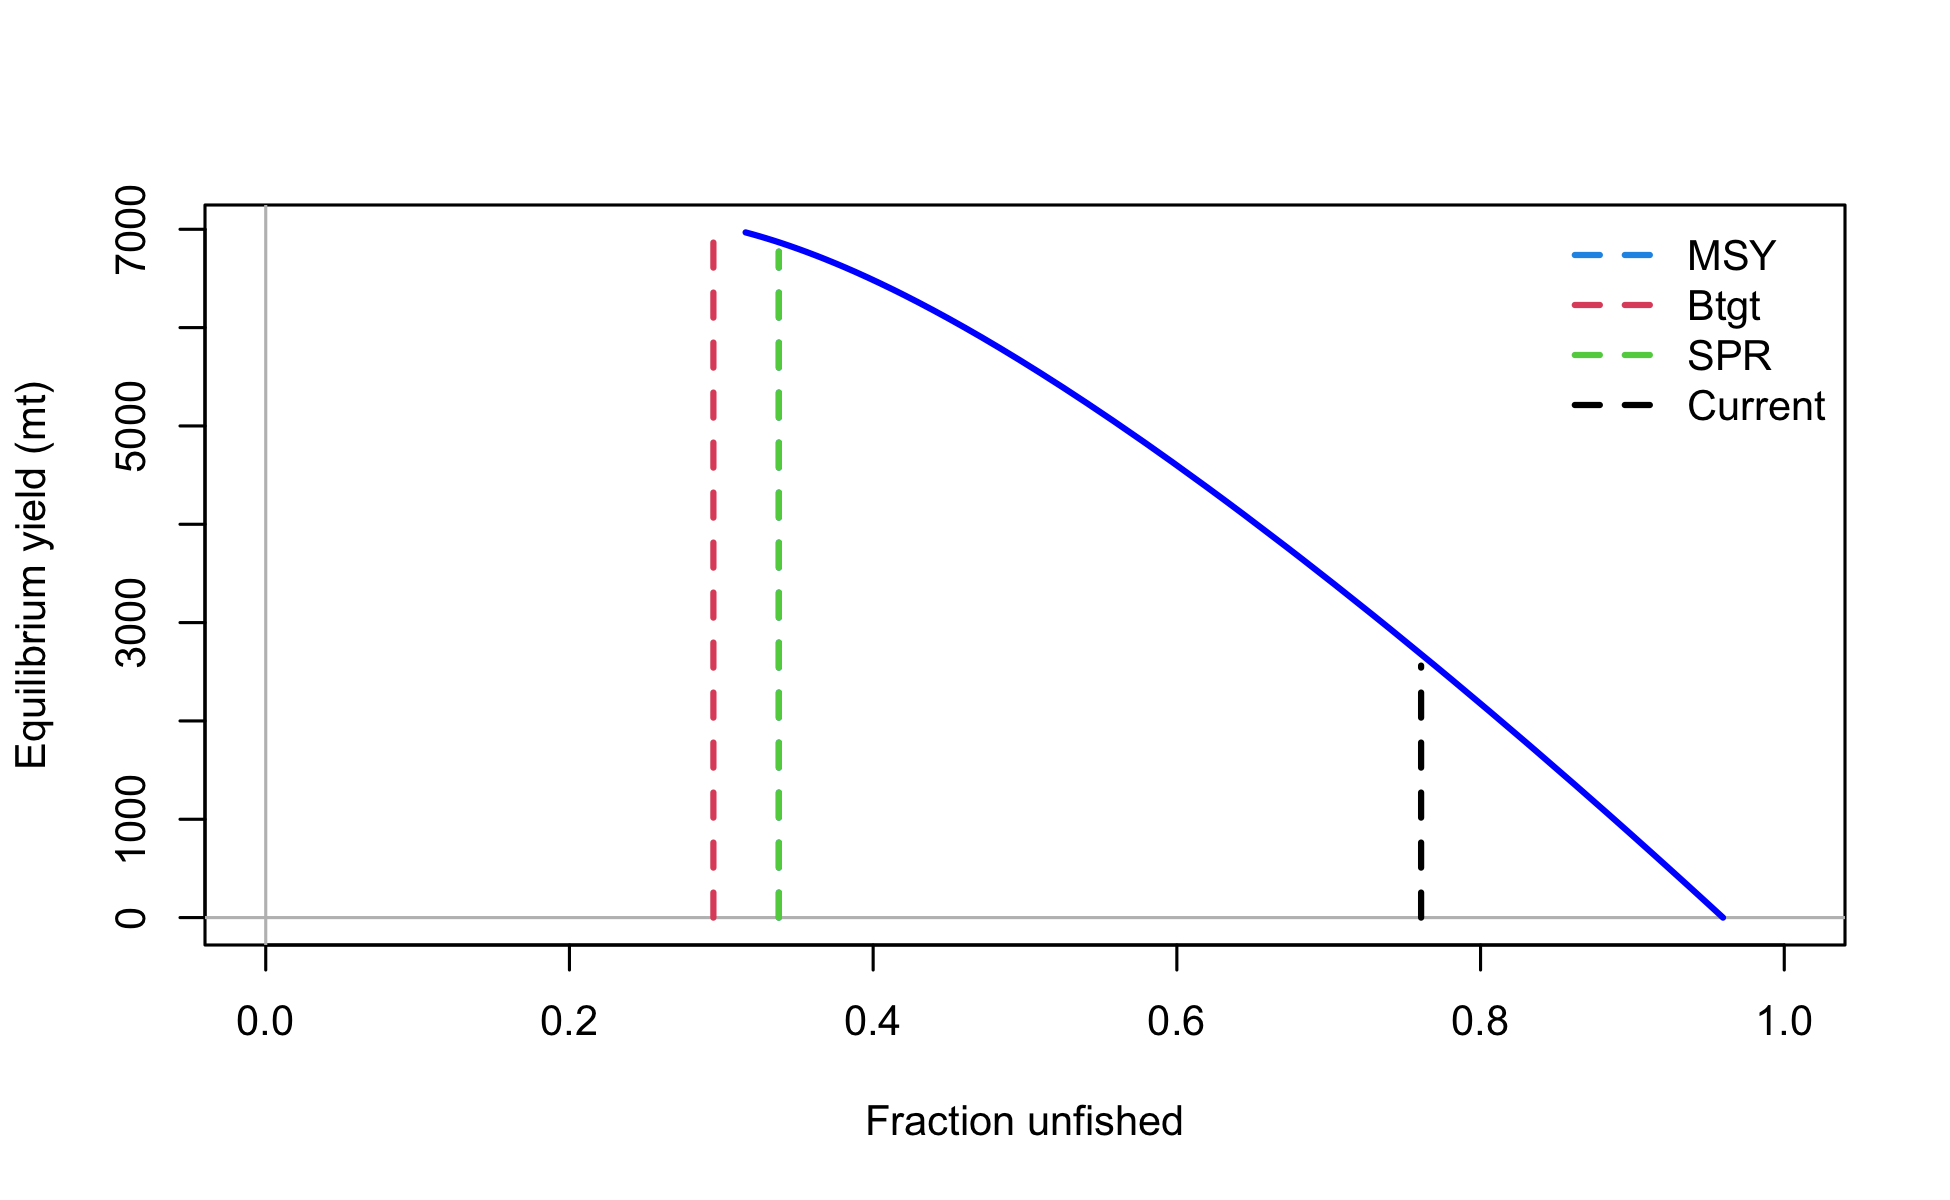 7000
5000
3000
1000
0
Equilibrium yield (mt)
MSY
Btgt
SPR
Current
0.0 0.2 0.4 0.6 0.8 1.0
Fraction unfished